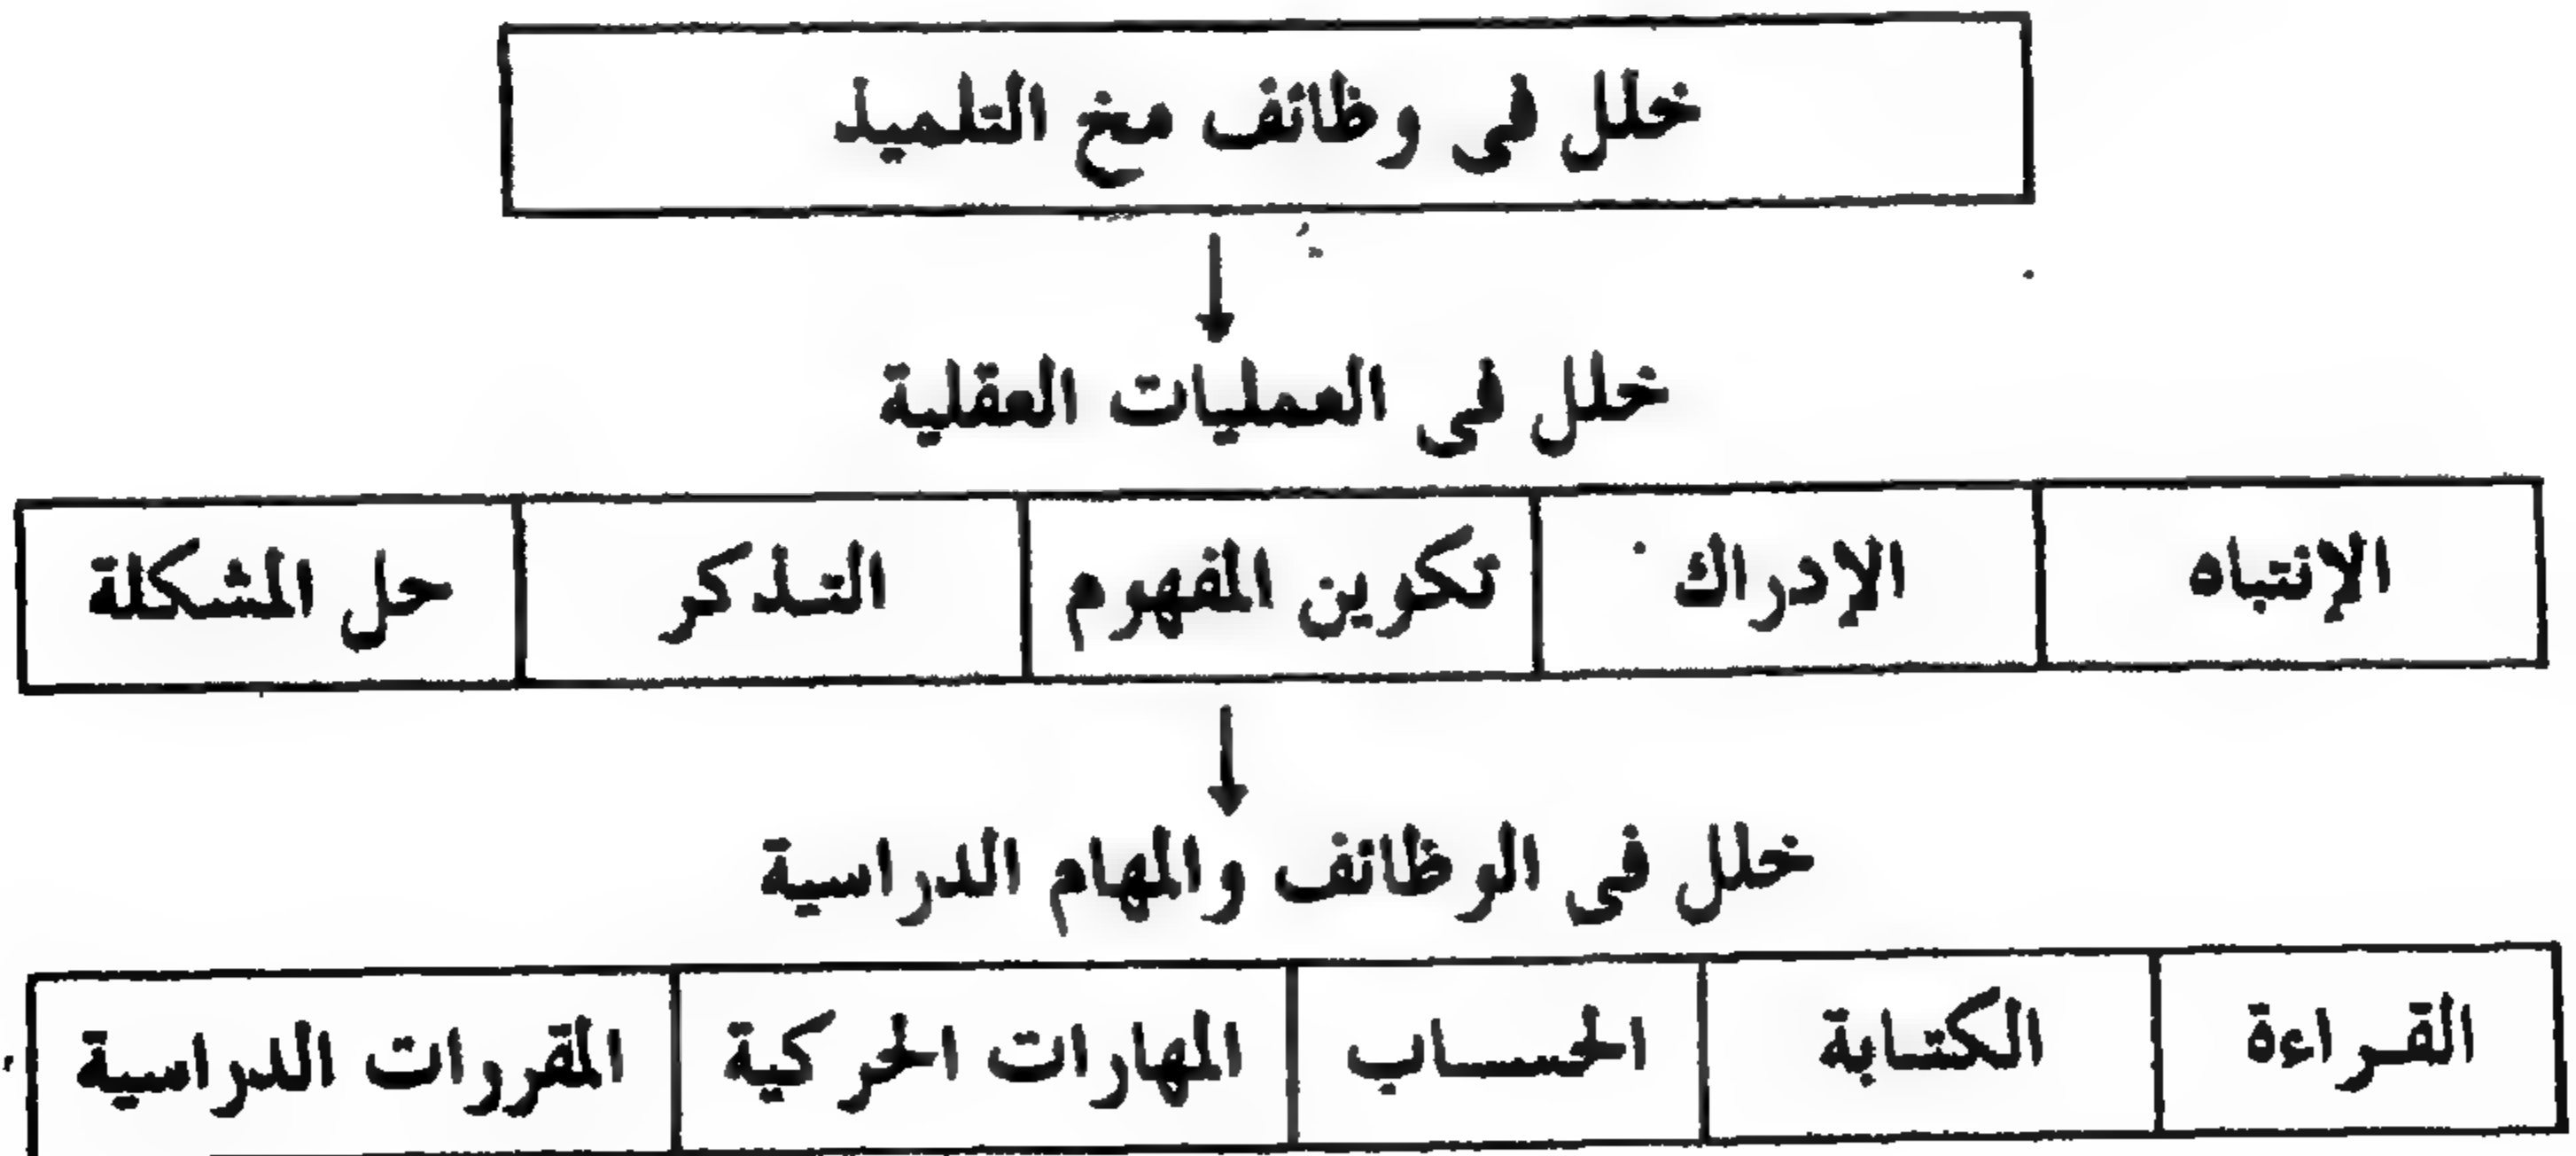 خلل فى وظائف مخ التلميذ
خلل فى العمليات العقلية
الإنتباه الإدراك تكوين المفهوم التذكر حل المشكلة
خلل فى الوظائف والمهام الدراسية
القراءة الكتابة الحساب المهارات الحركية المقررات الدراسية